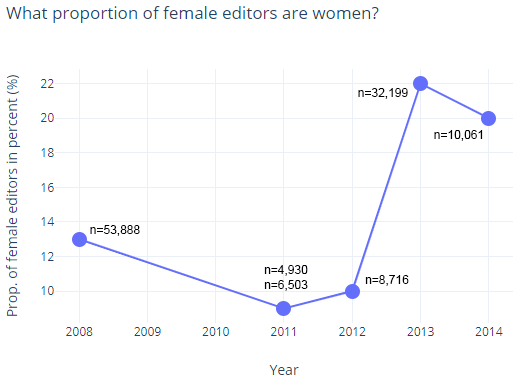 What proportion of female editors are women?
Prop. of female editors in percent (%)
22
20
18
16
14
12
10
n=53,888
n=4,930
n=6,503
n=8,716
n=32,199
n=10,061
2008 2009 2010 2011 2012 2013 2014
Year